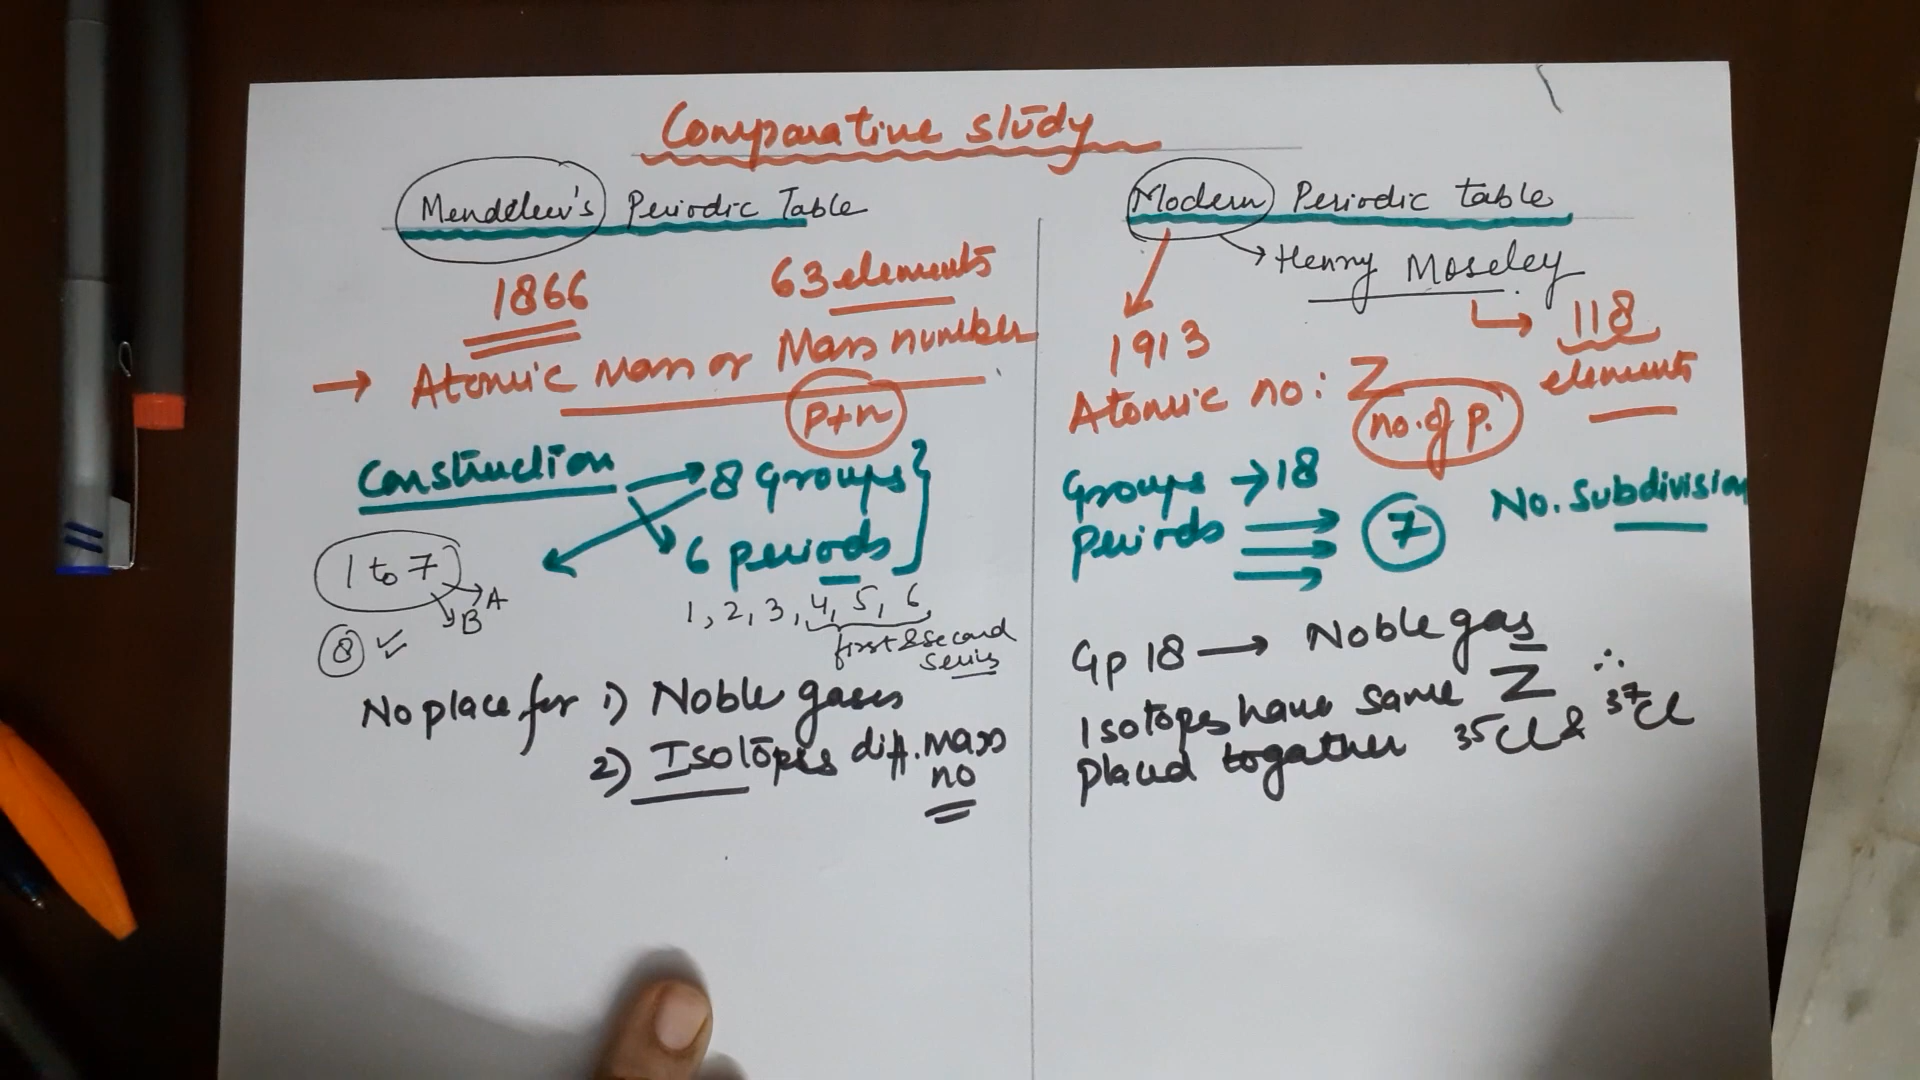 Comparative study
Mendeleev's Periodic Table
1866
63 elements
→ Atomic mass or Mass number
p+n
Construction → 8 groups
6 periods
1 to 7
A
B
8 ✓
1, 2, 3, 4, 5, 6,
first & second
series
No place for 1) Noble gases
2) Isotopes diff. mass
no
Modern Periodic table
→ Henry Moseley
1913
118
elements
Atomic no: Z
no. of p.
Groups → 18
periods
7
No. Subdivision
Gp 18 → Noble gas
Isotopes have same Z ∴
placed togather 35Cl & 37Cl